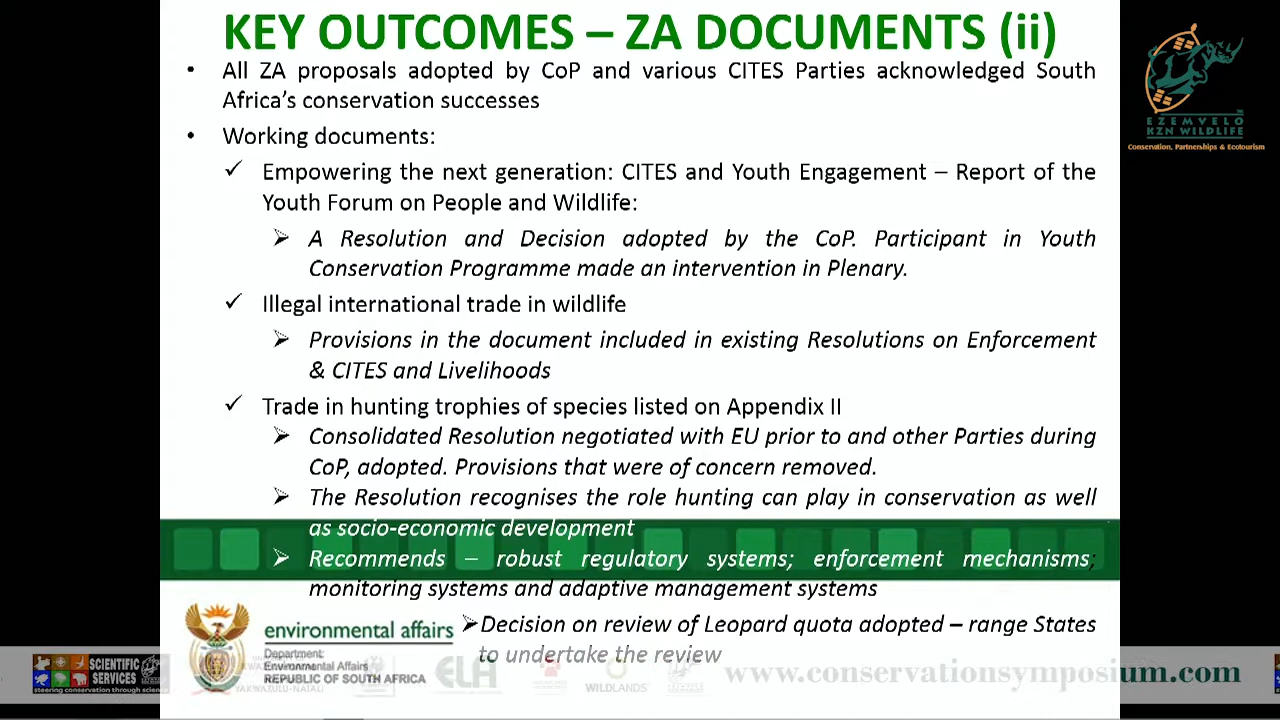 KEY OUTCOMES – ZA DOCUMENTS (ii)
• All ZA proposals adopted by CoP and various CITES Parties acknowledged South
Africa's conservation successes
• Working documents:
✓ Empowering the next generation: CITES and Youth Engagement – Report of the
Youth Forum on People and Wildlife:
➢ A Resolution and Decision adopted by the CoP. Participant in Youth
Conservation Programme made an intervention in Plenary.
✓ Illegal international trade in wildlife
➢ Provisions in the document included in existing Resolutions on Enforcement
& CITES and Livelihoods
✓ Trade in hunting trophies of species listed on Appendix II
➢ Consolidated Resolution negotiated with EU prior to and other Parties during
CoP, adopted. Provisions that were of concern removed.
➢ The Resolution recognises the role hunting can play in conservation as well
as socio-economic development
➢ Recommends – robust regulatory systems; enforcement mechanisms;
monitoring systems and adaptive management systems
➢Decision on review of Leopard quota adopted – range States
to undertake the review
EZEMVELO
KZN WILDLIFE
Conservation, Partnerships & Ecotourism
environmental affairs
Department:
Environmental Affairs
REPUBLIC OF SOUTH AFRICA
SCIENTIFIC
SERVICES
steering conservation through science
YAKWAZULU-NATALI
ELA
WILDLANDS
www.conservationsymposium.com